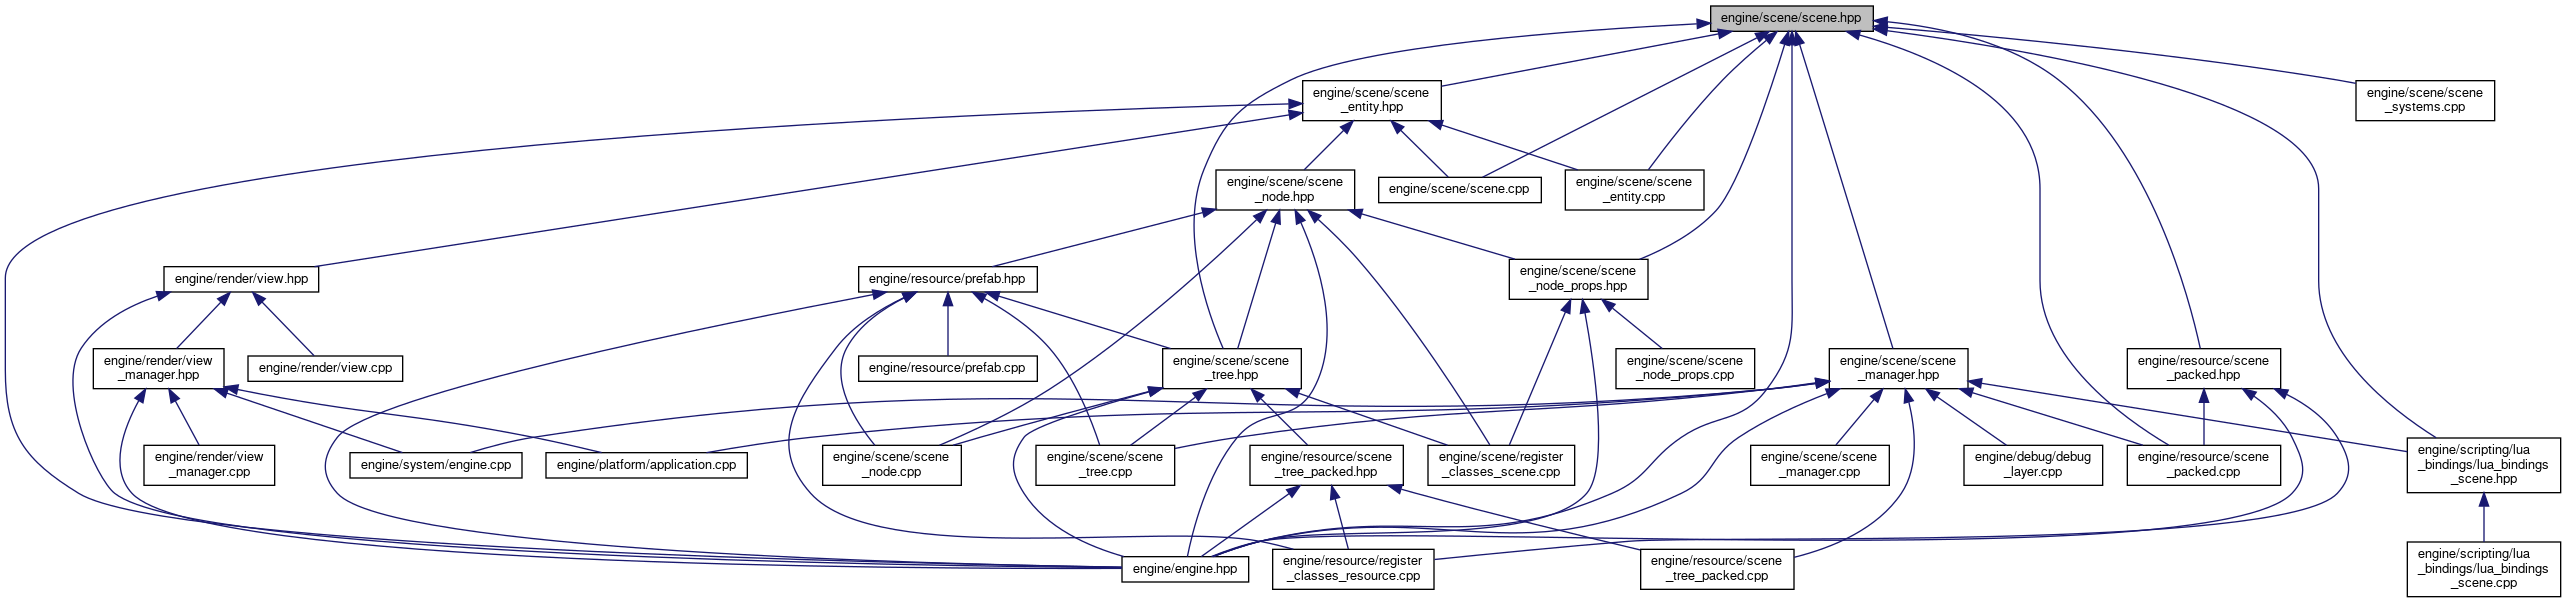 engine/scene/scene.hpp
engine/scene/scene
_entity.hpp
engine/scene/scene
_systems.cpp
engine/scene/scene
_node.hpp
engine/scene/scene.cpp
engine/scene/scene
_entity.cpp
engine/render/view.hpp
engine/resource/prefab.hpp
engine/scene/scene
_node_props.hpp
engine/render/view
_manager.hpp
engine/render/view.cpp
engine/resource/prefab.cpp
engine/scene/scene
_tree.hpp
engine/scene/scene
_node_props.cpp
engine/scene/scene
_manager.hpp
engine/resource/scene
_packed.hpp
engine/render/view
_manager.cpp
engine/system/engine.cpp
engine/platform/application.cpp
engine/scene/scene
_node.cpp
engine/scene/scene
_tree.cpp
engine/resource/scene
_tree_packed.hpp
engine/scene/register
_classes_scene.cpp
engine/scene/scene
_manager.cpp
engine/debug/debug
_layer.cpp
engine/resource/scene
_packed.cpp
engine/scripting/lua
_bindings/lua_bindings
_scene.hpp
engine/engine.hpp
engine/resource/register
_classes_resource.cpp
engine/resource/scene
_tree_packed.cpp
engine/scripting/lua
_bindings/lua_bindings
_scene.cpp